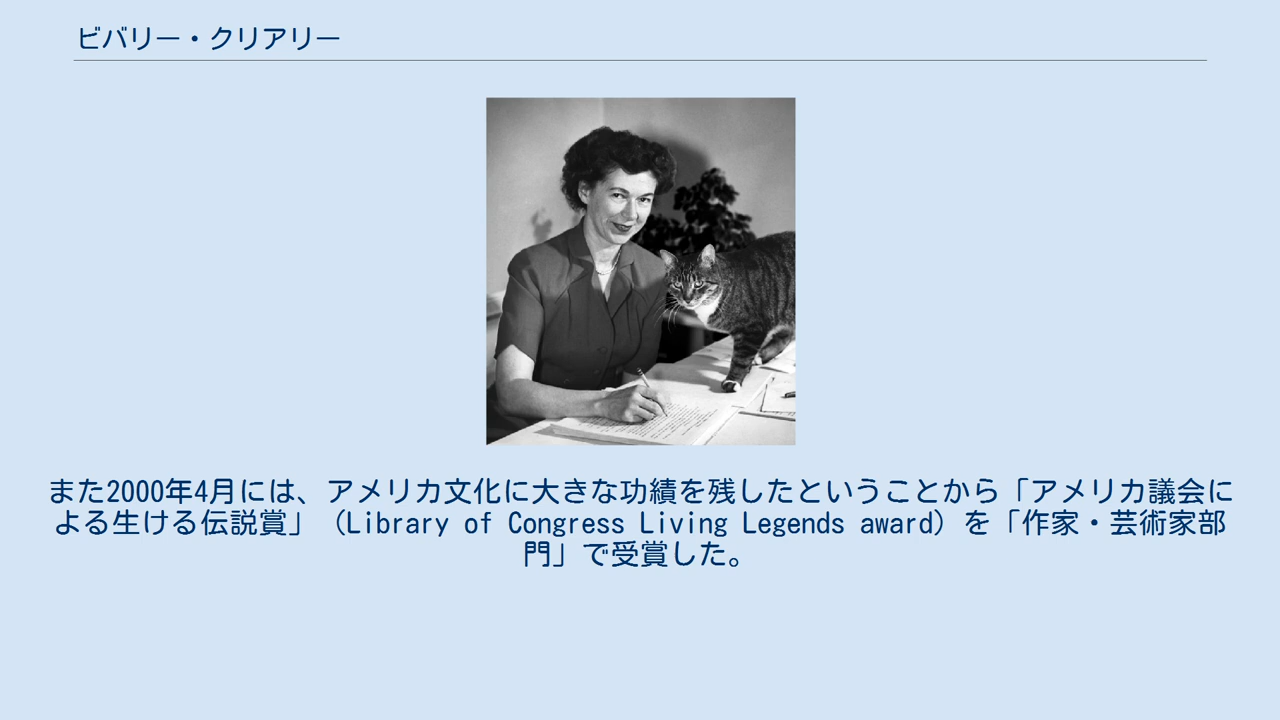 ビバリー・クリアリー
また2000年4月には、アメリカ文化に大きな功績を残したということから「アメリカ議会に
よる生ける伝説賞」（Library of Congress Living Legends award）を「作家・芸術家部
門」で受賞した。